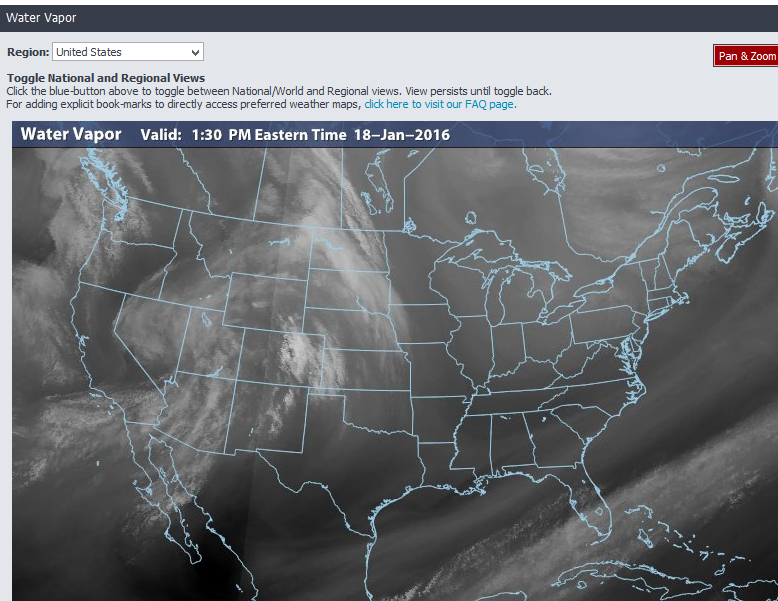 Water Vapor
Region: United States
Pan & Zoom
Toggle National and Regional Views
Click the blue-button above to toggle between National/World and Regional views. View persists until toggle back.
For adding explicit book-marks to directly access preferred weather maps, click here to visit our FAQ page.
Water Vapor Valid: 1:30 PM Eastern Time 18-Jan-2016